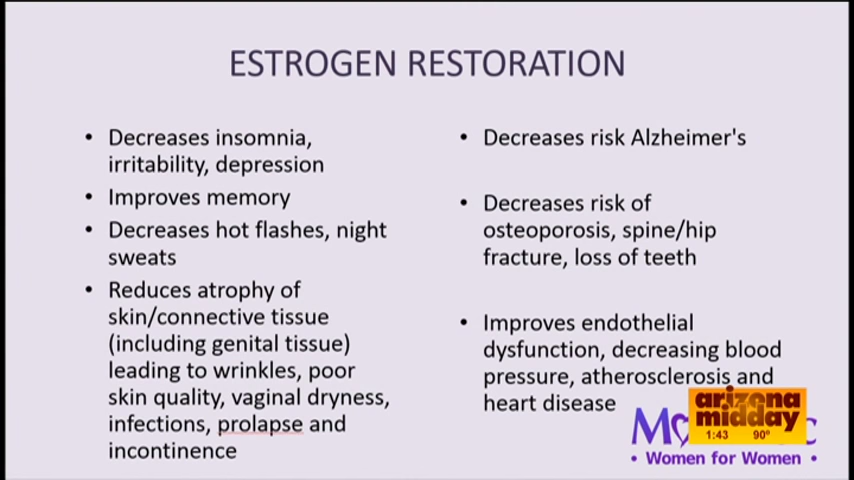 ESTROGEN RESTORATION
• Decreases insomnia,
irritability, depression
• Improves memory
• Decreases hot flashes, night
sweats
• Reduces atrophy of
skin/connective tissue
(including genital tissue)
leading to wrinkles, poor
skin quality, vaginal dryness,
infections, prolapse and
incontinence
• Decreases risk Alzheimer's
• Decreases risk of
osteoporosis, spine/hip
fracture, loss of teeth
• Improves endothelial
dysfunction, decreasing blood
pressure, atherosclerosis and
heart disease
arizona
midday
1:43 90°
• Women for Women •